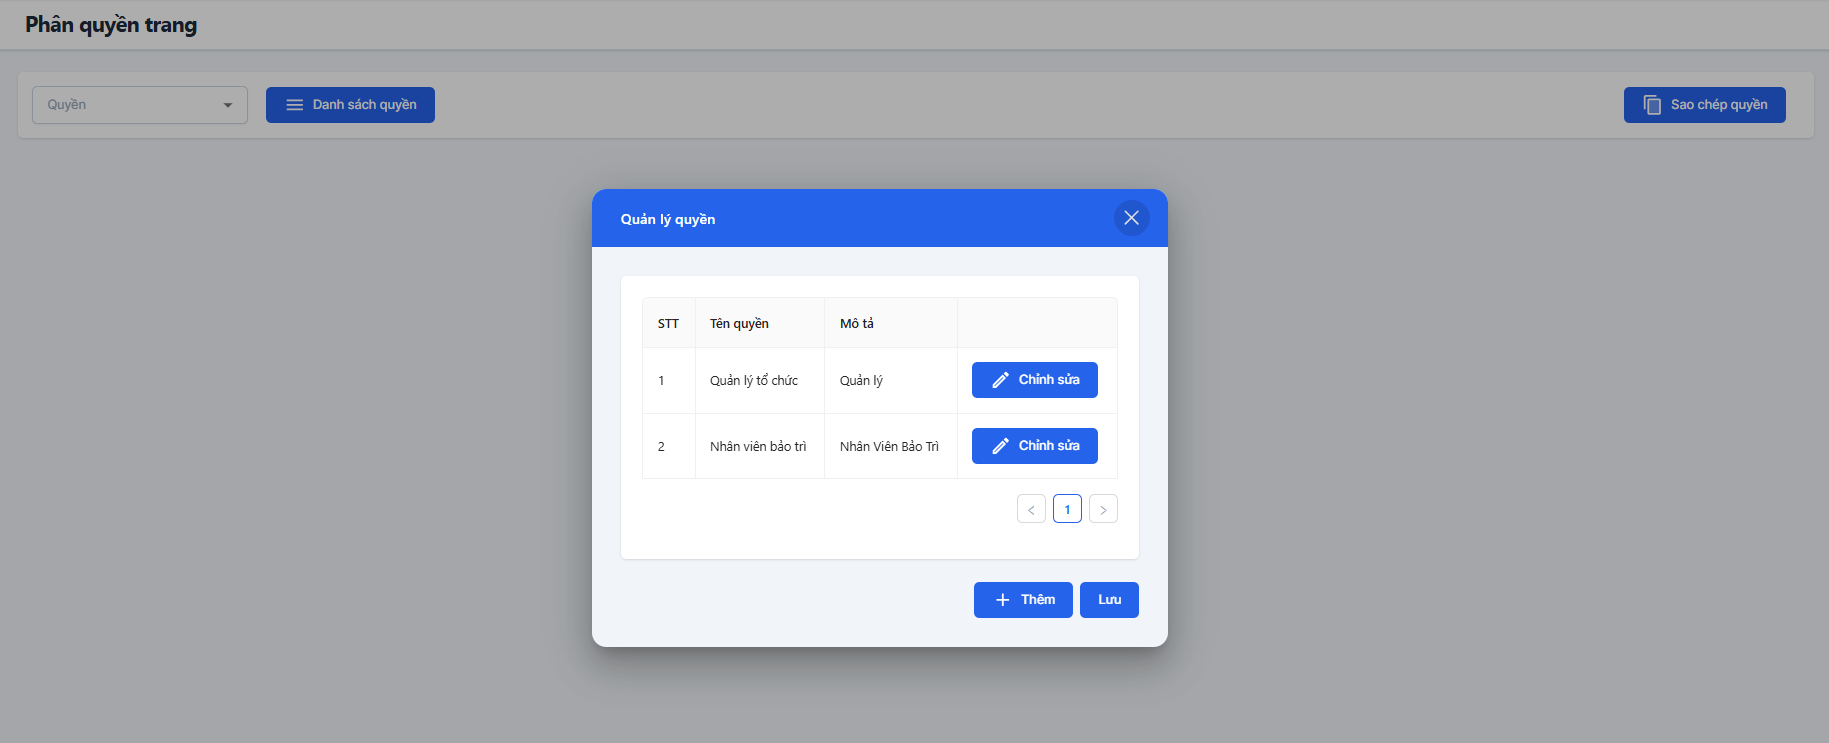 Phân quyền trang
Quyền
Danh sách quyền
Sao chép quyền
Quản lý quyền
STT Tên quyền Mô tả
1 Quản lý tổ chức Quản lý Chỉnh sửa
2 Nhân viên bảo trì Nhân Viên Bảo Trì Chỉnh sửa
< 1 >
+ Thêm Lưu